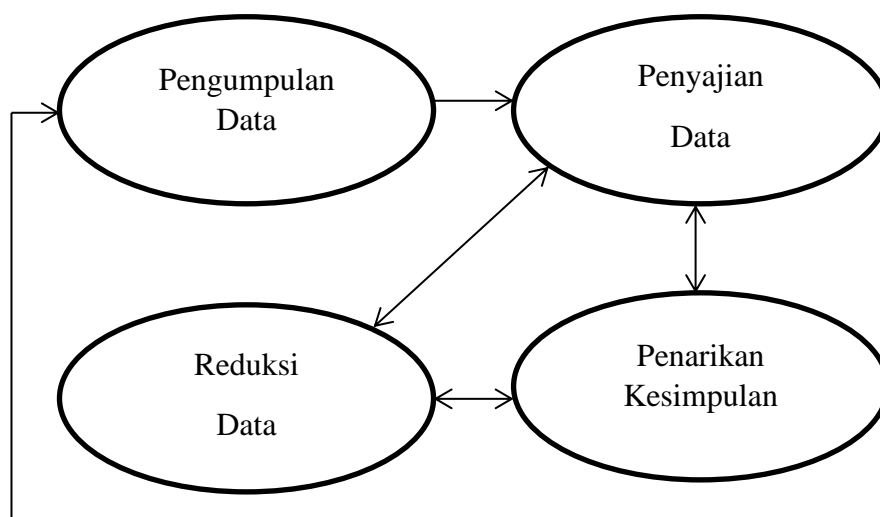 Pengumpulan
Data
Penyajian
Data
Reduksi
Data
Penarikan
Kesimpulan